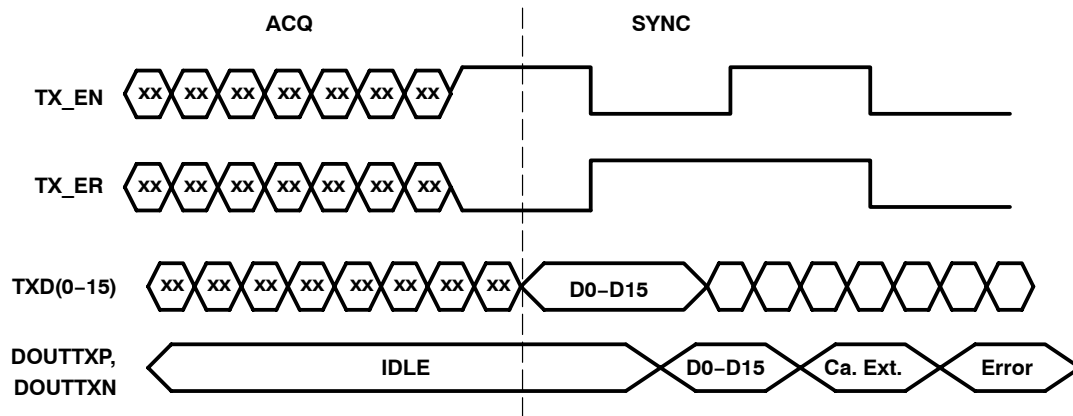 ACQ SYNC
TX_EN xx xx xx xx xx xx xx
TX_ER xx xx xx xx xx xx xx
TXD(0–15) xx xx xx xx xx xx xx xx D0–D15
DOUTTXP,
DOUTTXN IDLE D0–D15 Ca. Ext. Error